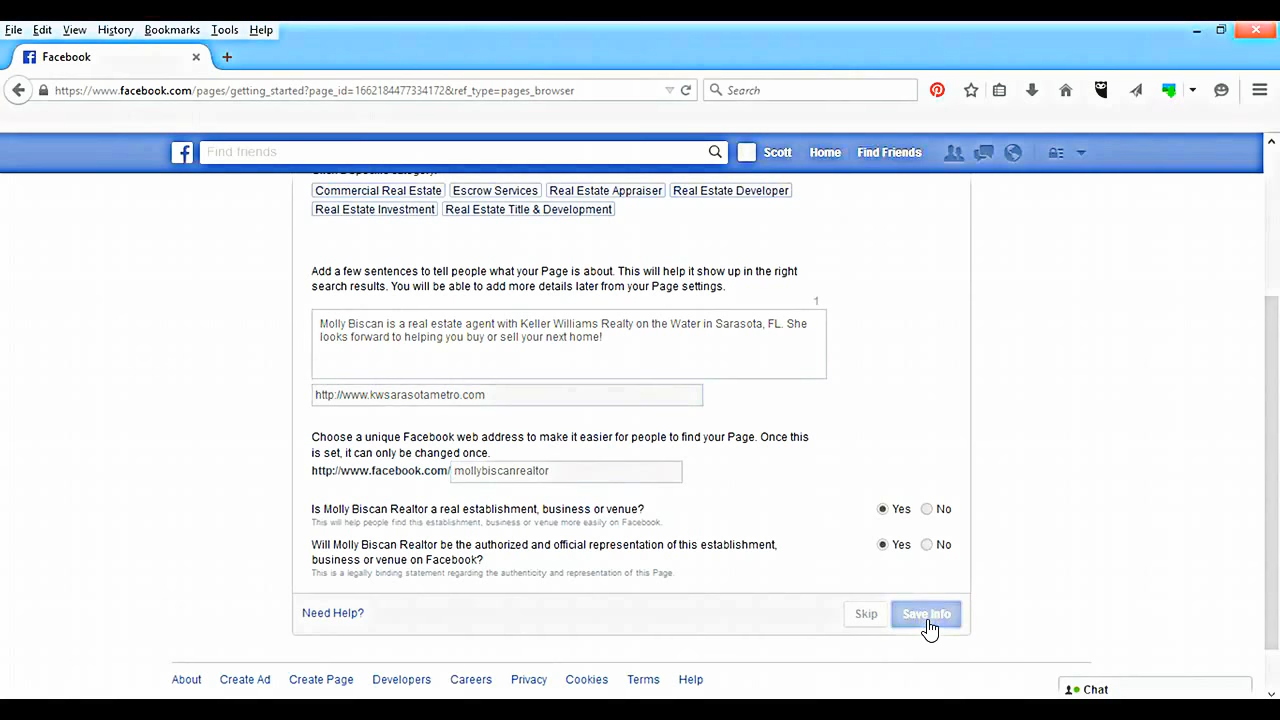 File Edit View History Bookmarks Tools Help
Facebook
https://www.facebook.com/pages/getting_started?page_id=1662184477334172&ref_type=pages_browser
Search
Find friends
Scott Home Find Friends
Commercial Real Estate Escrow Services Real Estate Appraiser Real Estate Developer
Real Estate Investment Real Estate Title & Development
Add a few sentences to tell people what your Page is about. This will help it show up in the right
search results. You will be able to add more details later from your Page settings.
1
Molly Biscan is a real estate agent with Keller Williams Realty on the Water in Sarasota, FL. She
looks forward to helping you buy or sell your next home!
http://www.kwsarasotametro.com
Choose a unique Facebook web address to make it easier for people to find your Page. Once this
is set, it can only be changed once.
http://www.facebook.com/ mollybiscanrealtor
Is Molly Biscan Realtor a real establishment, business or venue? Yes No
This will help people find this establishment, business or venue more easily on Facebook.
Will Molly Biscan Realtor be the authorized and official representation of this establishment,
business or venue on Facebook? Yes No
This is a legally binding statement regarding the authenticity and representation of this Page.
Need Help? Skip Save Info
About Create Ad Create Page Developers Careers Privacy Cookies Terms Help
Chat